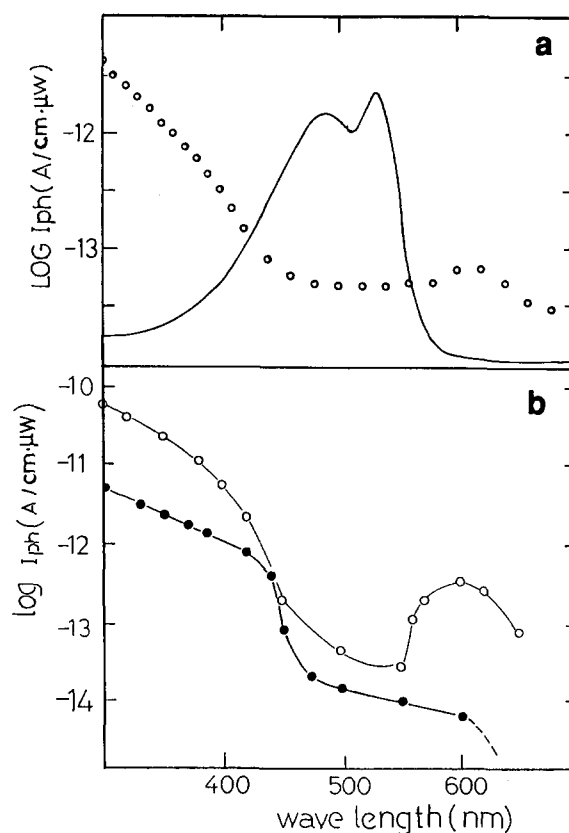 a
LOG Iph(A/cm·μW)
-12
-13
b
log Iph(A/cm·μW)
-10
-11
-12
-13
-14
400 500 600
wave length(nm)